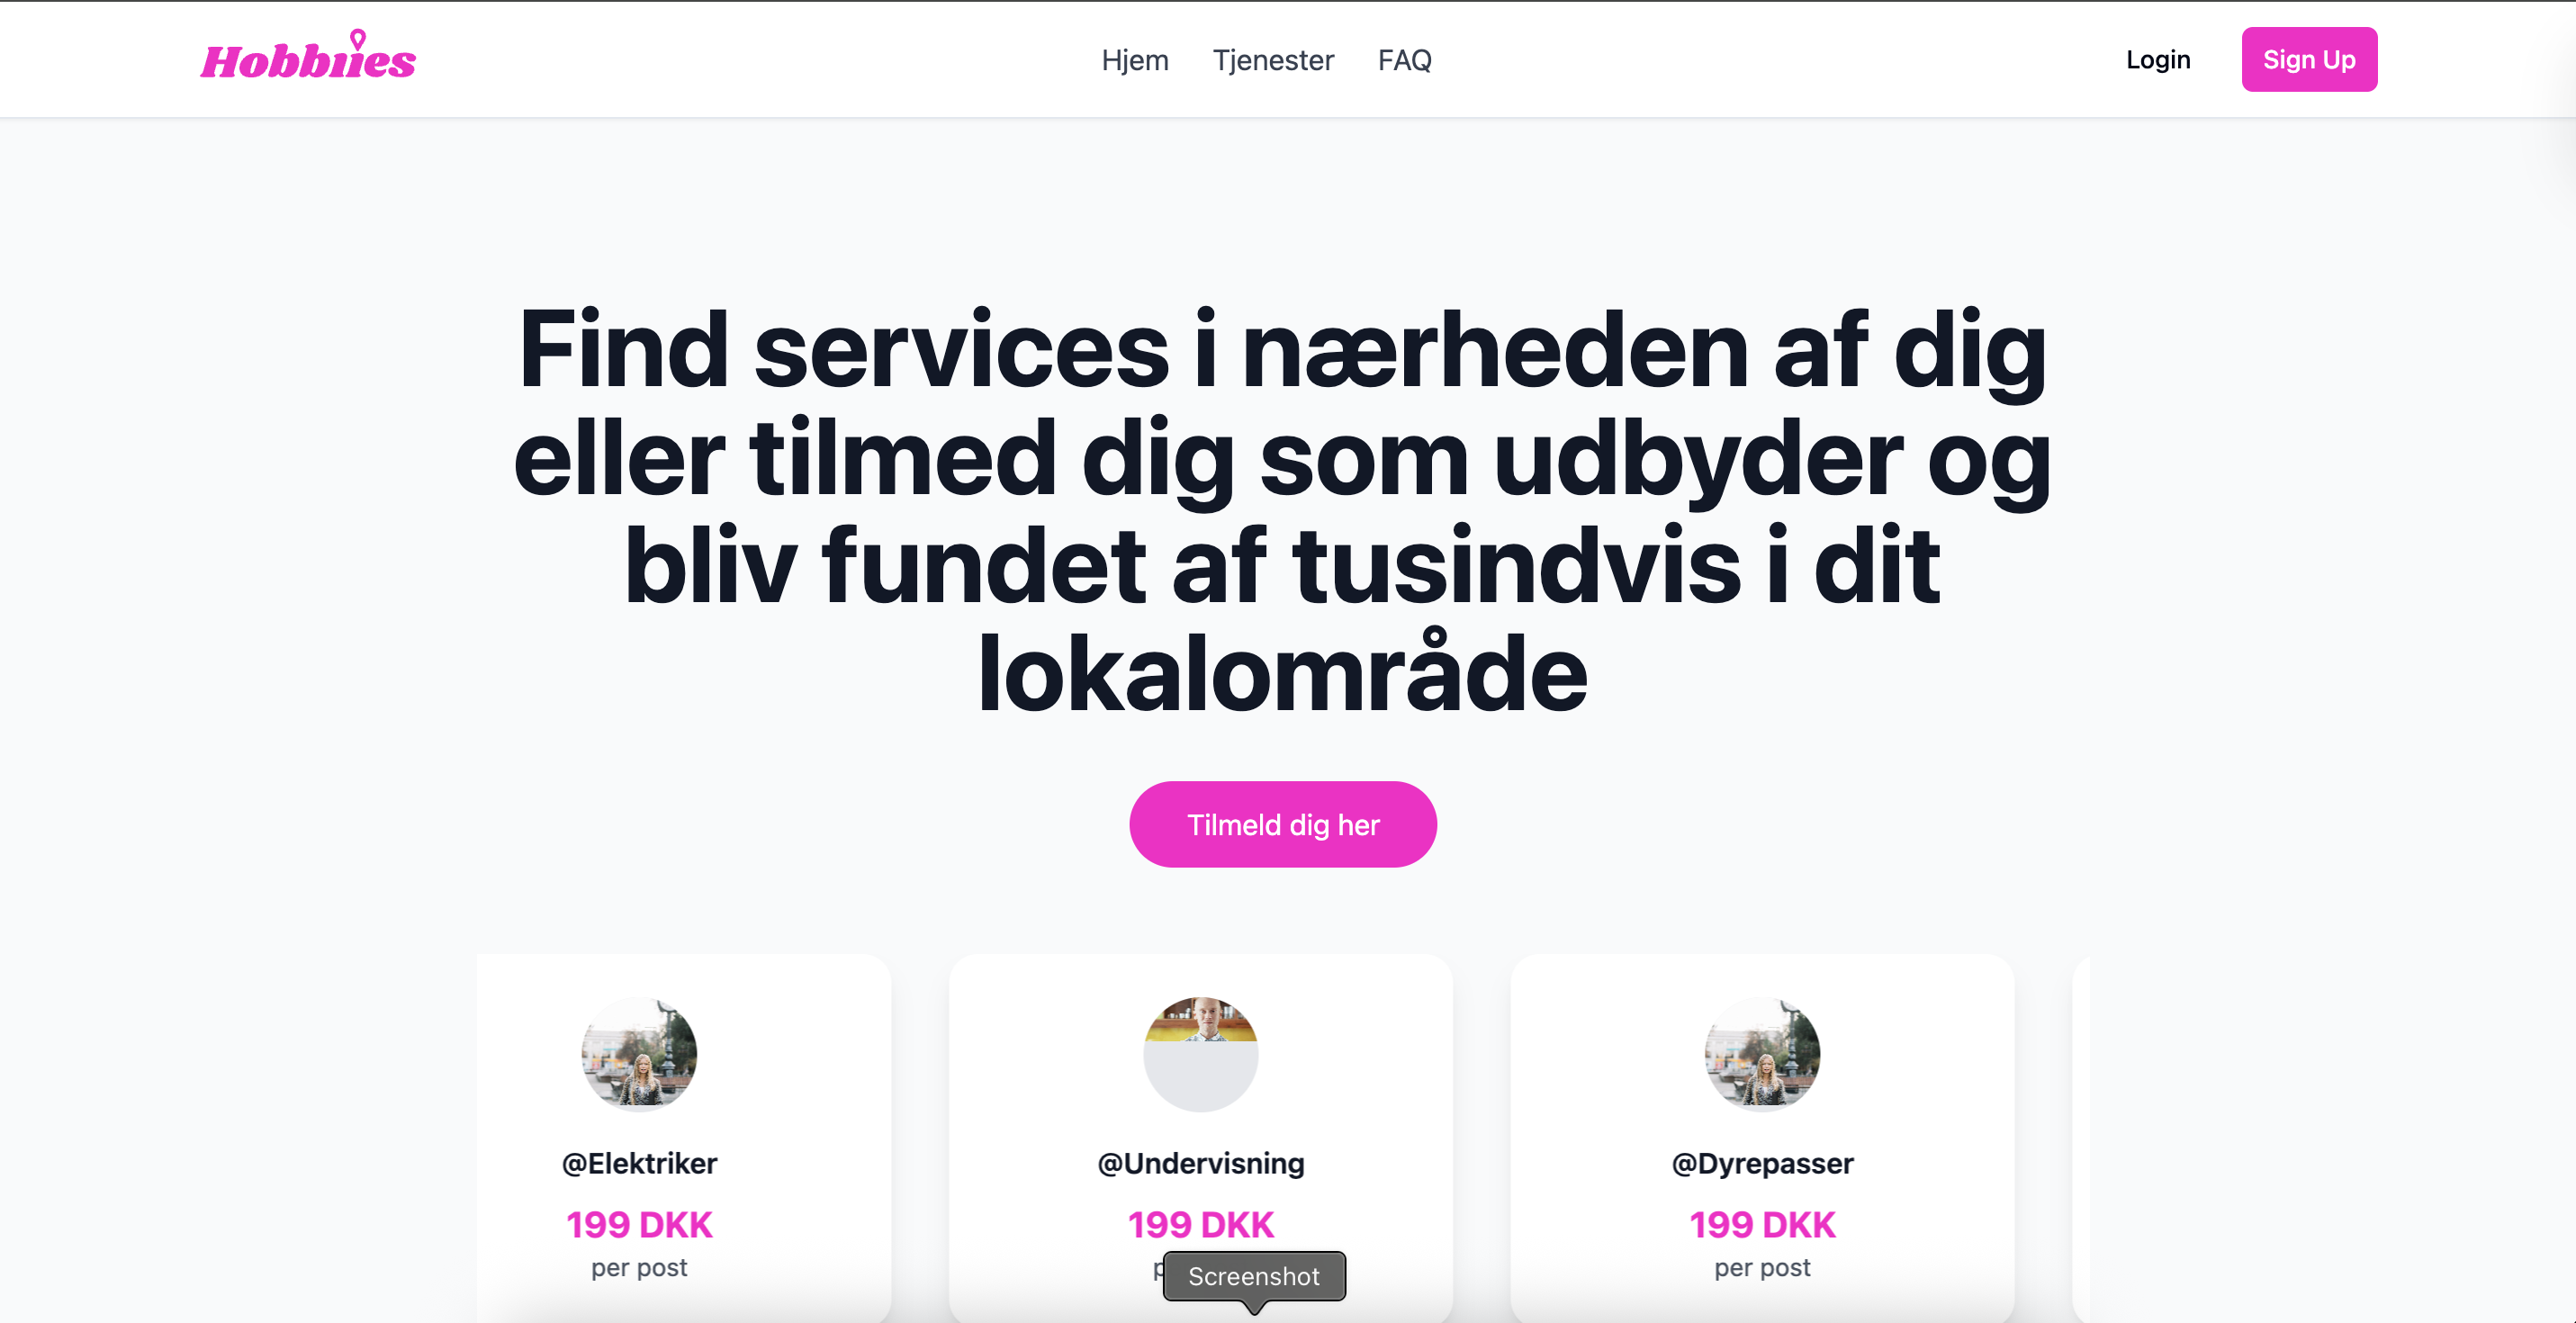 Hobbiies
Hjem Tjenester FAQ
Login Sign Up
Find services i nærheden af dig
eller tilmed dig som udbyder og
bliv fundet af tusindvis i dit
lokalområde
Tilmeld dig her
@Elektriker @Undervisning @Dyrepasser
199 DKK 199 DKK 199 DKK
per post per post
Screenshot